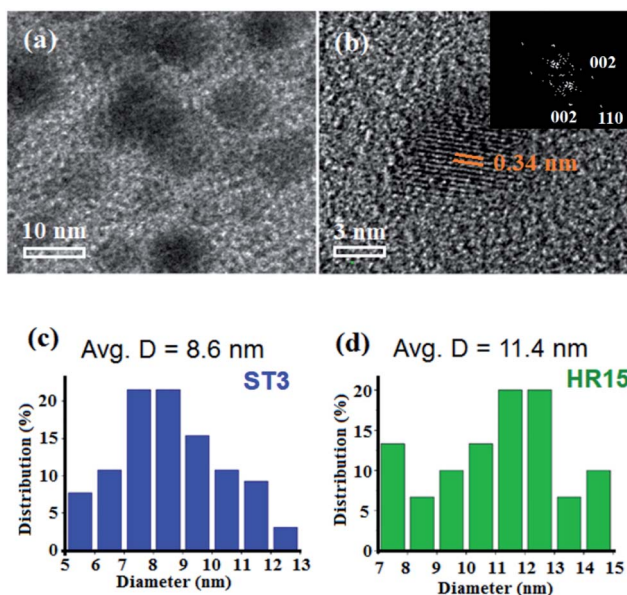 (a)
10 nm
(b)
002
002
110
0.34 nm
3 nm
(c)
Avg. D = 8.6 nm
ST3
Distribution (%)
20
15
10
5
0
5 6 7 8 9 10 11 12 13
Diameter (nm)
(d)
Avg. D = 11.4 nm
HR15
Distribution (%)
20
15
10
5
0
7 8 9 10 11 12 13 14 15
Diameter (nm)